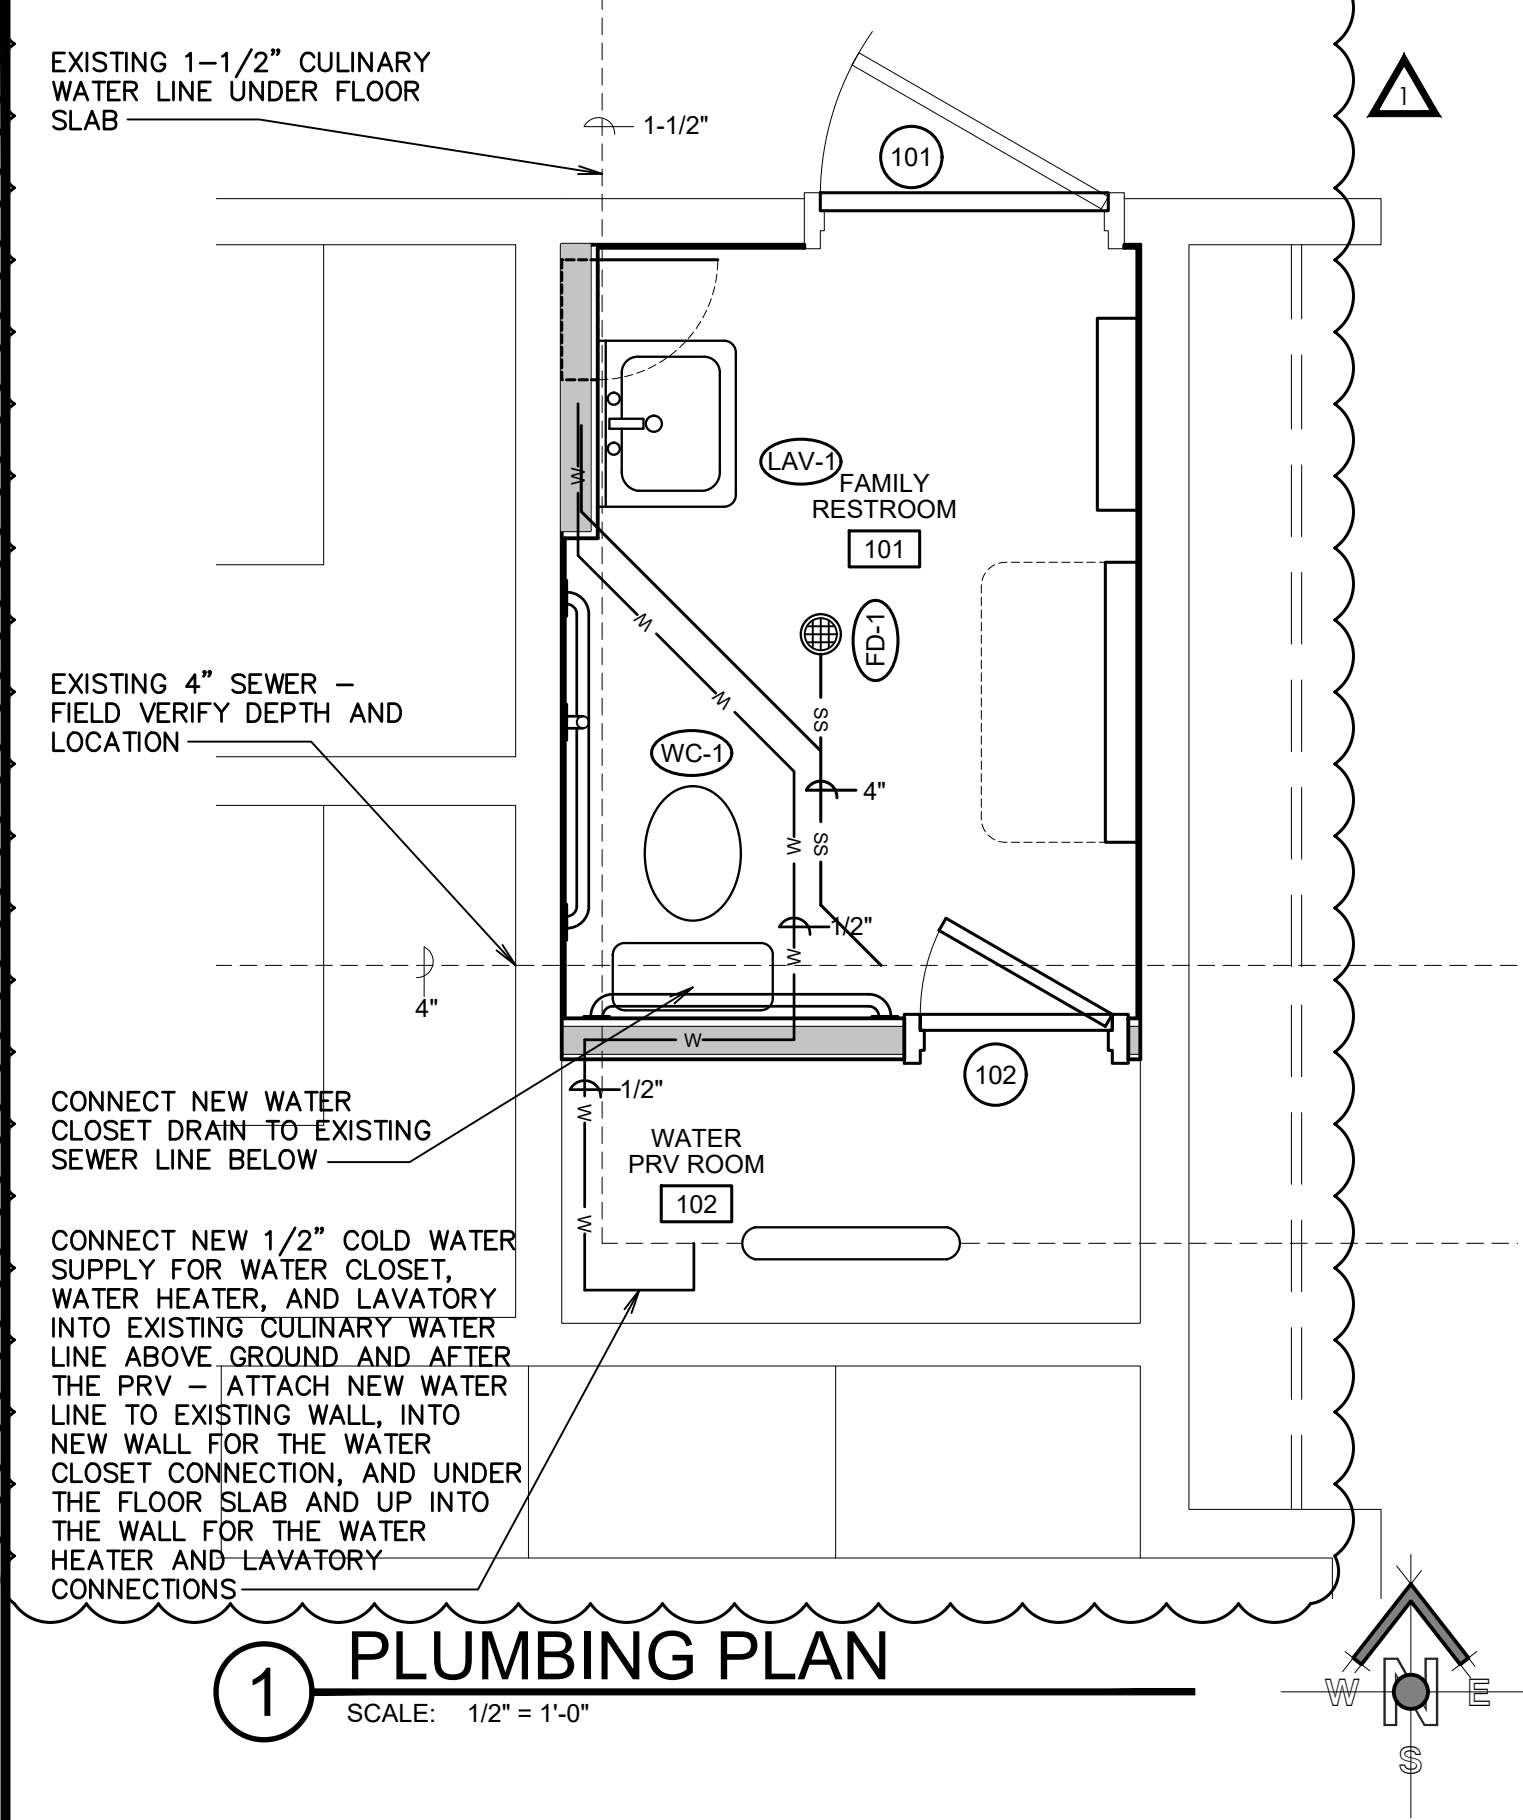 EXISTING 1-1/2” CULINARY
WATER LINE UNDER FLOOR
SLAB
1-1/2"
1
101
W
LAV-1
FAMILY
RESTROOM
101
W
FD-1
EXISTING 4” SEWER –
FIELD VERIFY DEPTH AND
LOCATION
W
SS
WC-1
4"
W
SS
1/2"
W
4"
W
102
1/2"
CONNECT NEW WATER
CLOSET DRAIN TO EXISTING
SEWER LINE BELOW
W
WATER
PRV ROOM
102
W
CONNECT NEW 1/2” COLD WATER
SUPPLY FOR WATER CLOSET,
WATER HEATER, AND LAVATORY
INTO EXISTING CULINARY WATER
LINE ABOVE GROUND AND AFTER
THE PRV – ATTACH NEW WATER
LINE TO EXISTING WALL, INTO
NEW WALL FOR THE WATER
CLOSET CONNECTION, AND UNDER
THE FLOOR SLAB AND UP INTO
THE WALL FOR THE WATER
HEATER AND LAVATORY
CONNECTIONS
1
PLUMBING PLAN
SCALE: 1/2" = 1'-0"
W N E
S